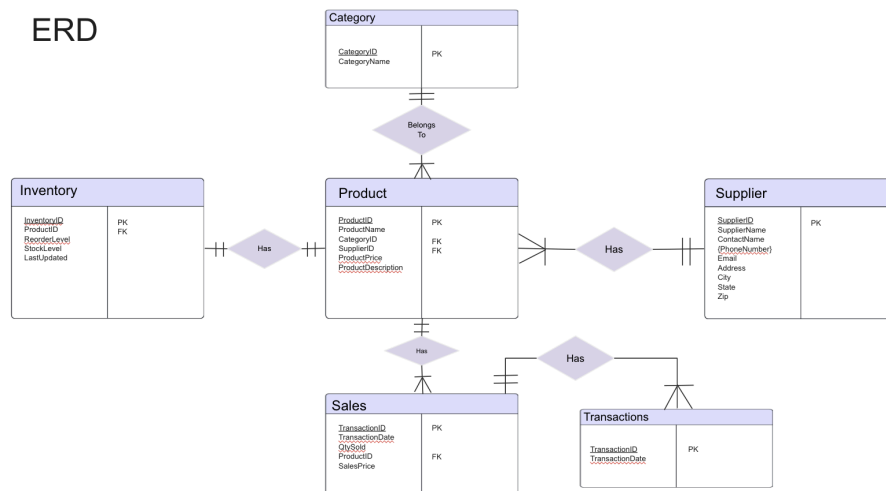 ERD
Category
CategoryID PK
CategoryName
Belongs
To
Inventory
InventoryID PK
ProductID FK
ReorderLevel
StockLevel
LastUpdated
Has
Product
ProductID PK
ProductName
CategoryID FK
SupplierID FK
ProductPrice
ProductDescription
Has
Supplier
SupplierID PK
SupplierName
ContactName
{PhoneNumber}
Email
Address
City
State
Zip
Has
Has
Sales
TransactionID PK
TransactionDate
QtySold
ProductID FK
SalesPrice
Transactions
TransactionID PK
TransactionDate